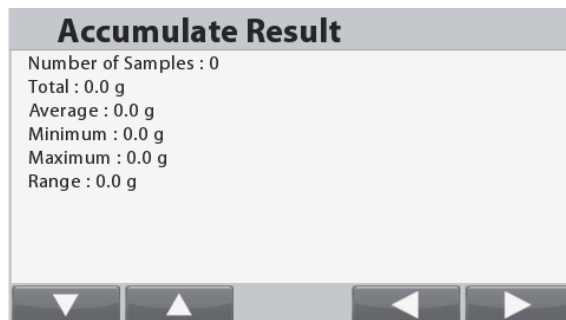 Accumulate Result
Number of Samples : 0
Total : 0.0 g
Average : 0.0 g
Minimum : 0.0 g
Maximum : 0.0 g
Range : 0.0 g